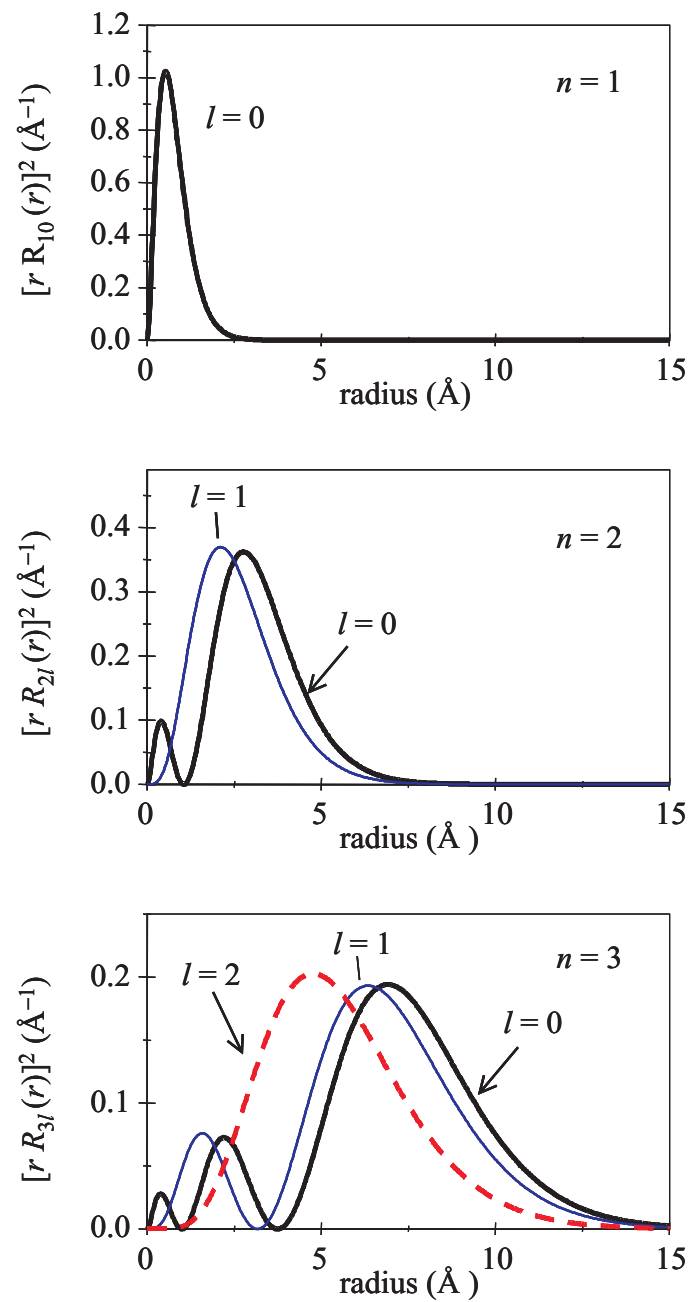 1.2
1.0
0.8
0.6
0.4
0.2
0.0
[r R₁₀(r)]² (Å⁻¹)
l = 0
n = 1
0 5 10 15
radius (Å)
0.4
0.3
0.2
0.1
0.0
[r R₂ₗ(r)]² (Å⁻¹)
l = 1
n = 2
l = 0
0 5 10 15
radius (Å )
0.2
0.1
0.0
[r R₃ₗ(r)]² (Å⁻¹)
l = 2
l = 1
n = 3
l = 0
0 5 10 15
radius (Å )